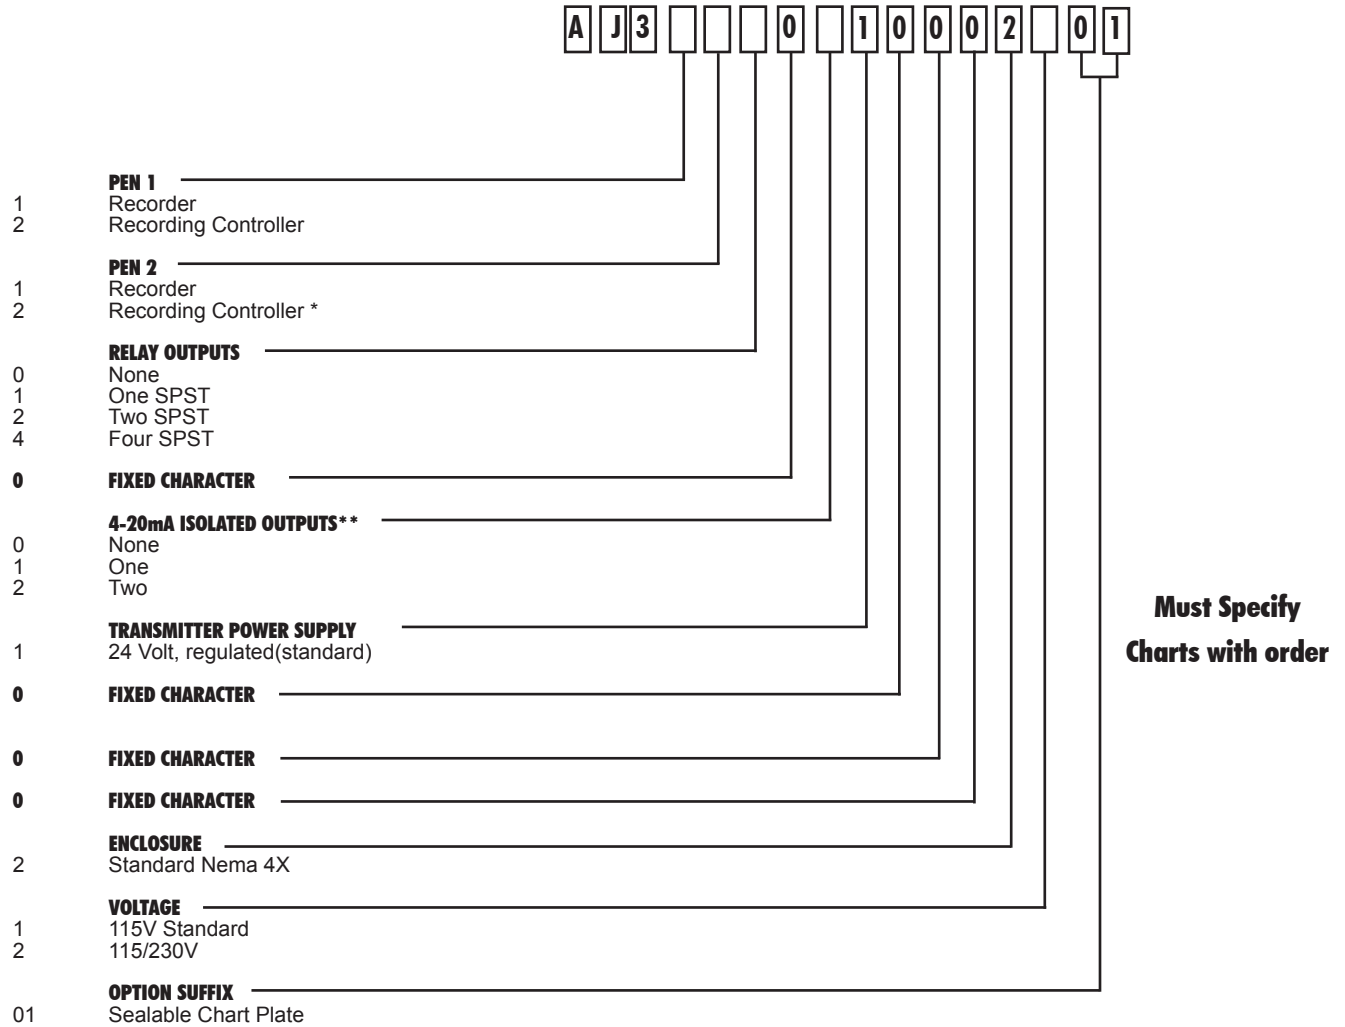 A J 3 0 1 0 0 0 2 0 1
PEN 1
1 Recorder
2 Recording Controller
PEN 2
1 Recorder
2 Recording Controller *
RELAY OUTPUTS
0 None
1 One SPST
2 Two SPST
4 Four SPST
0 FIXED CHARACTER
4-20mA ISOLATED OUTPUTS**
0 None
1 One
2 Two
Must Specify
Charts with order
TRANSMITTER POWER SUPPLY
1 24 Volt, regulated(standard)
0 FIXED CHARACTER
0 FIXED CHARACTER
0 FIXED CHARACTER
ENCLOSURE
2 Standard Nema 4X
VOLTAGE
1 115V Standard
2 115/230V
OPTION SUFFIX
01 Sealable Chart Plate